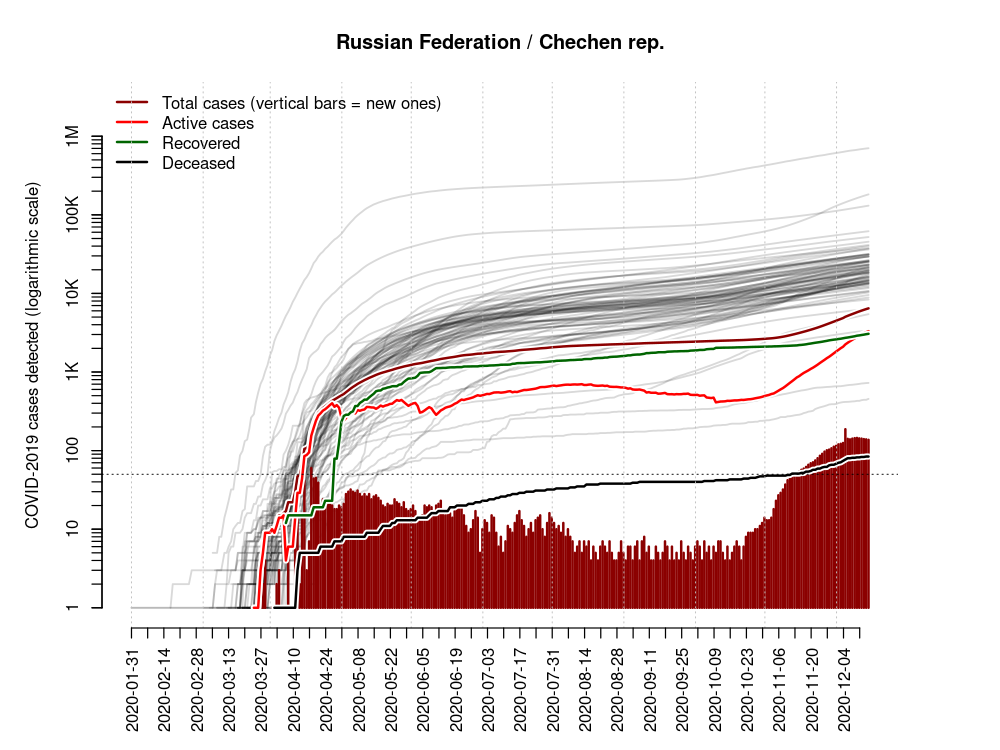 Russian Federation / Chechen rep.
Total cases (vertical bars = new ones)
Active cases
Recovered
Deceased
COVID-2019 cases detected (logarithmic scale)
1M
100K
10K
1K
100
10
1
2020-01-31
2020-02-14
2020-02-28
2020-03-13
2020-03-27
2020-04-10
2020-04-24
2020-05-08
2020-05-22
2020-06-05
2020-06-19
2020-07-03
2020-07-17
2020-07-31
2020-08-14
2020-08-28
2020-09-11
2020-09-25
2020-10-09
2020-10-23
2020-11-06
2020-11-20
2020-12-04